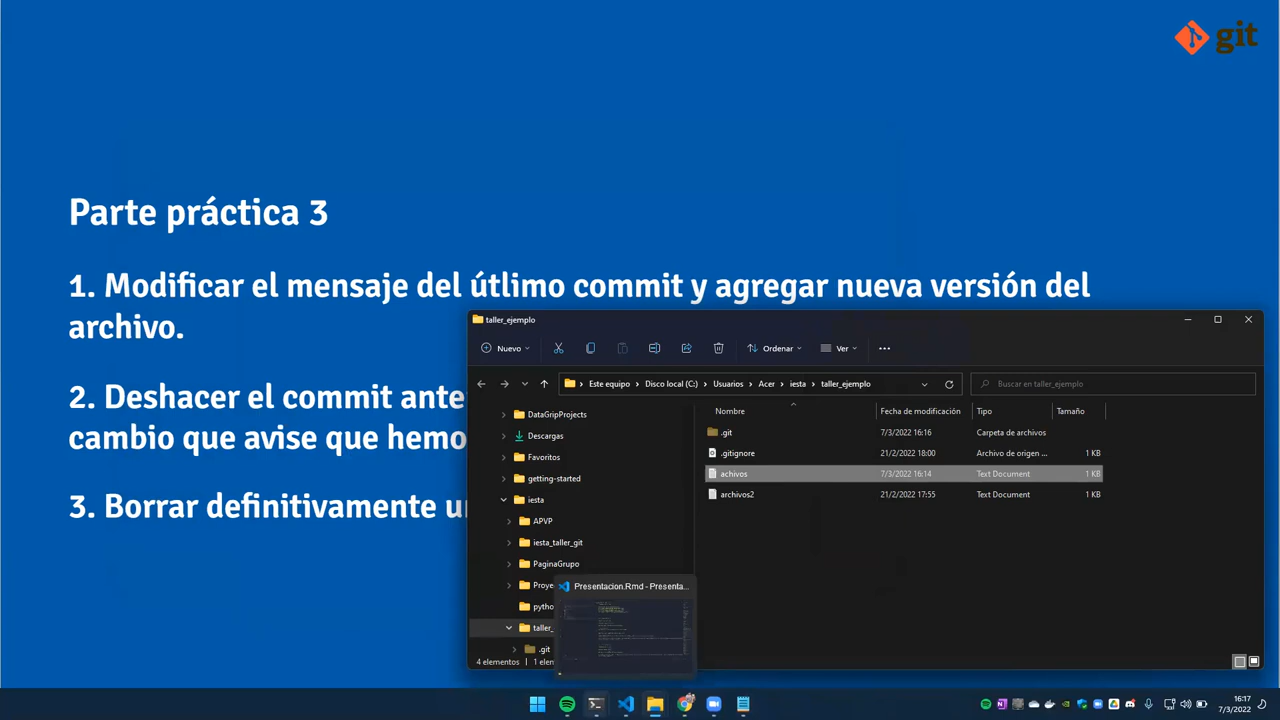 git
Parte práctica 3
1. Modificar el mensaje del útlimo commit y agregar nueva versión del
archivo.
2. Deshacer el commit ante
cambio que avise que hemo
3. Borrar definitivamente u
taller_ejemplo
Nuevo
Ordenar
Ver
Este equipo > Disco local (C:) > Usuarios > Acer > iesta > taller_ejemplo
Buscar en taller_ejemplo
Nombre Fecha de modificación Tipo Tamaño
.git 7/3/2022 16:16 Carpeta de archivos
.gitignore 21/2/2022 18:00 Archivo de origen ... 1 KB
achivos 7/3/2022 16:14 Text Document 1 KB
archivos2 21/2/2022 17:55 Text Document 1 KB
DataGripProjects
Descargas
Favoritos
getting-started
iesta
APVP
iesta_taller_git
PaginaGrupo
Proye
pytho
taller_
.git
Presentacion.Rmd - Presenta...
4 elementos 1 elem
16:17
7/3/2022